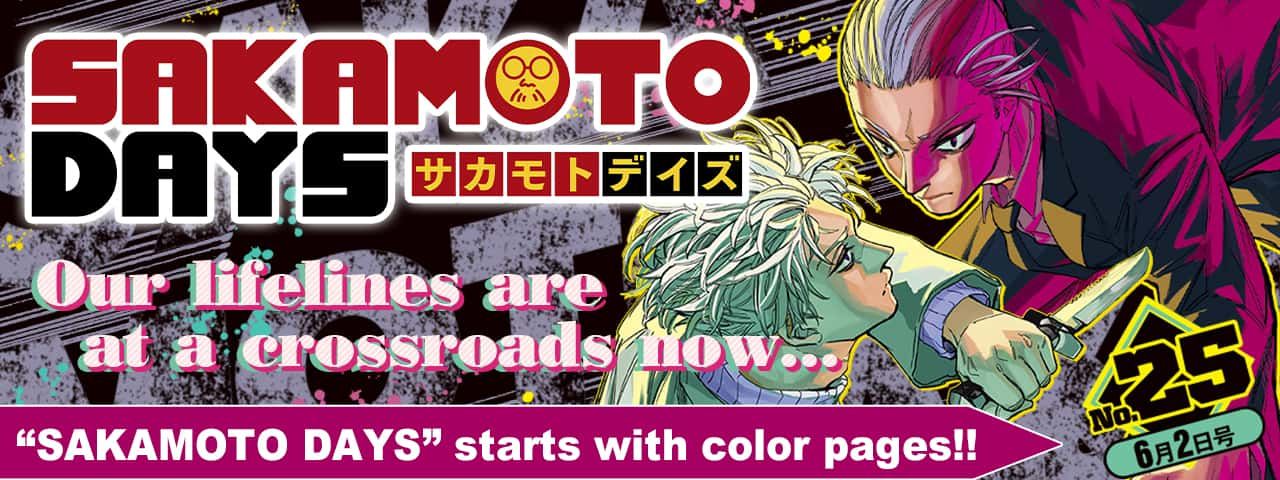 SAKAMOTO
DAYS
サカモトデイズ
Our lifelines are
at a crossroads now...
“SAKAMOTO DAYS” starts with color pages!!
No.25
6月2日号